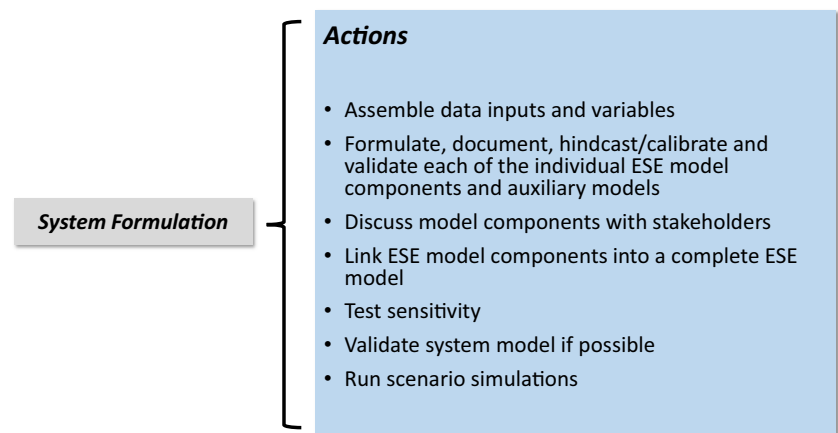 Actions
• Assemble data inputs and variables
• Formulate, document, hindcast/calibrate and
validate each of the individual ESE model
components and auxiliary models
System Formulation
• Discuss model components with stakeholders
• Link ESE model components into a complete ESE
model
• Test sensitivity
• Validate system model if possible
• Run scenario simulations